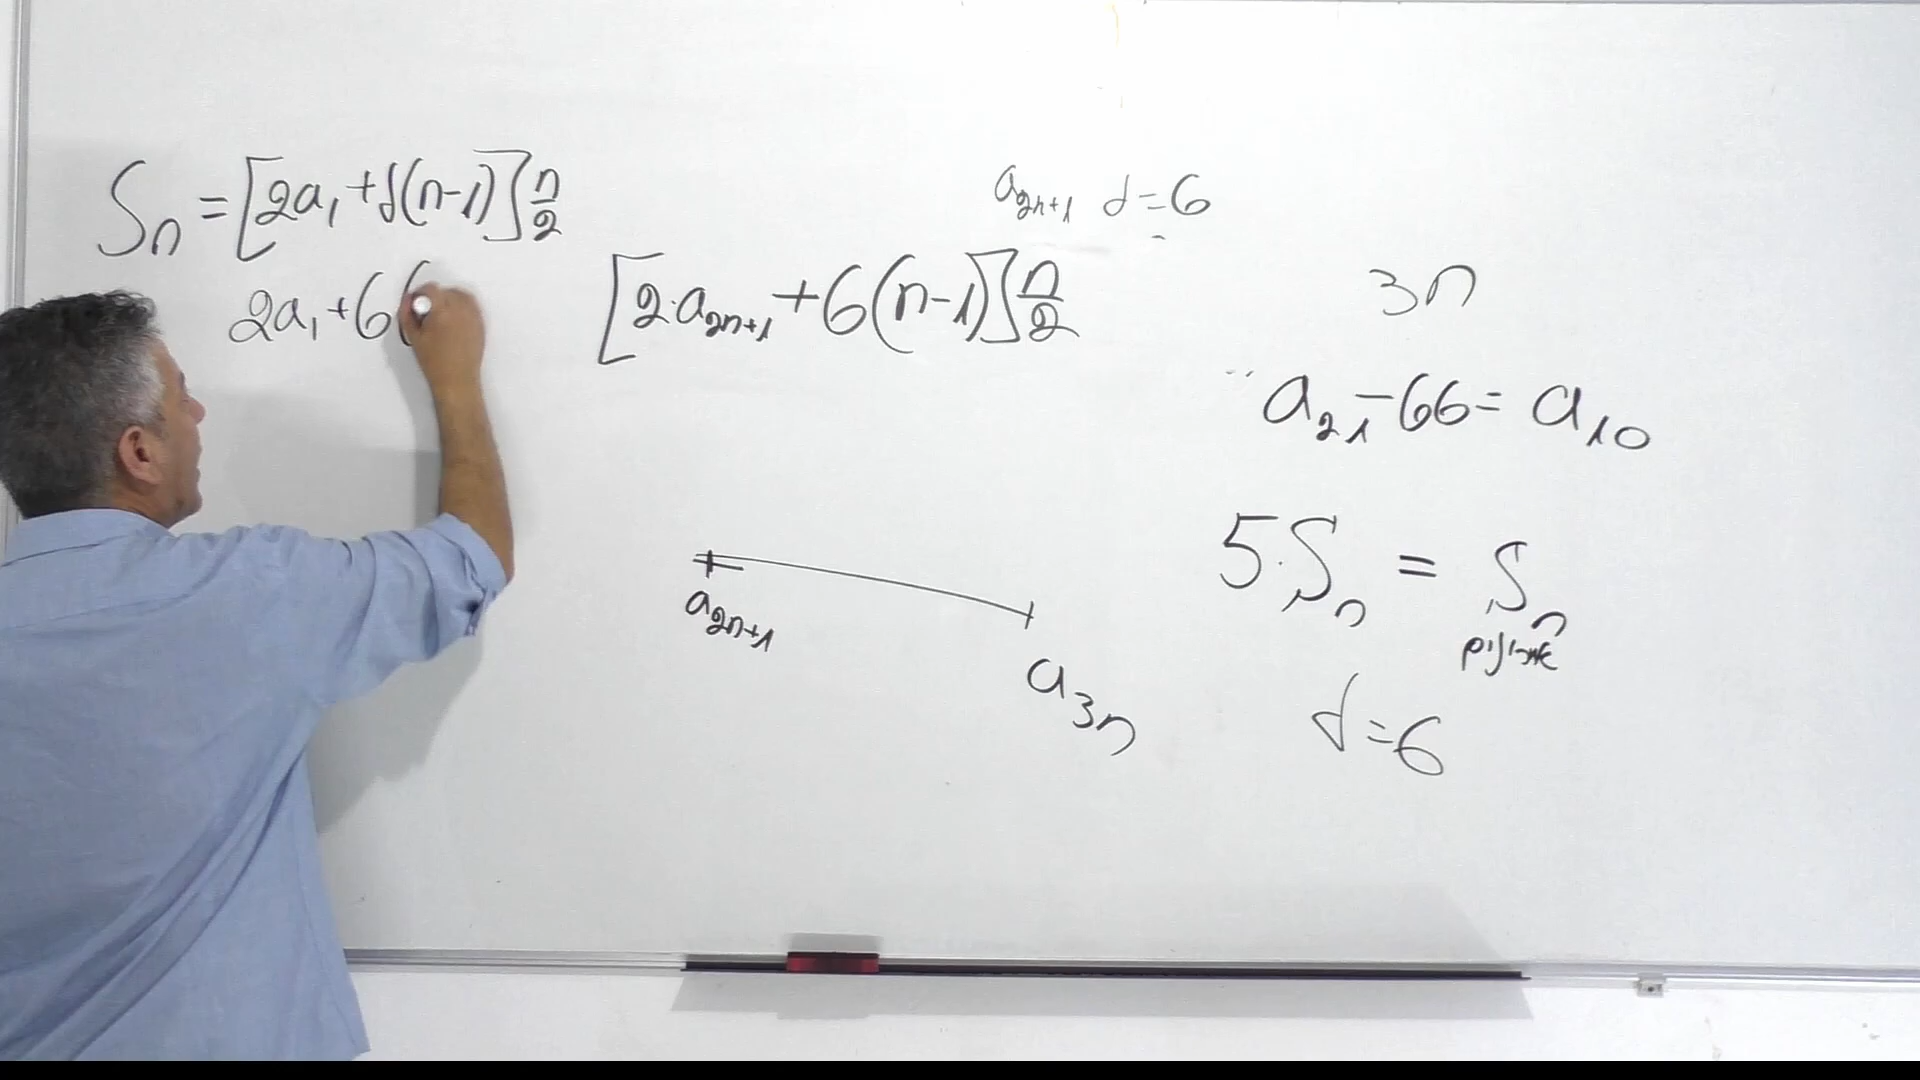 Sₙ = [2a₁ + d(n-1)] n/2
2a₁ + 6(
a₂ₙ₊₁ d = 6
[2·a₂ₙ₊₁ + 6(n-1)] n/2
3n
a₂₁ - 66 = a₁₀
5·Sₙ = Sₙ
d = 6
a₂ₙ₊₁
a₃ₙ